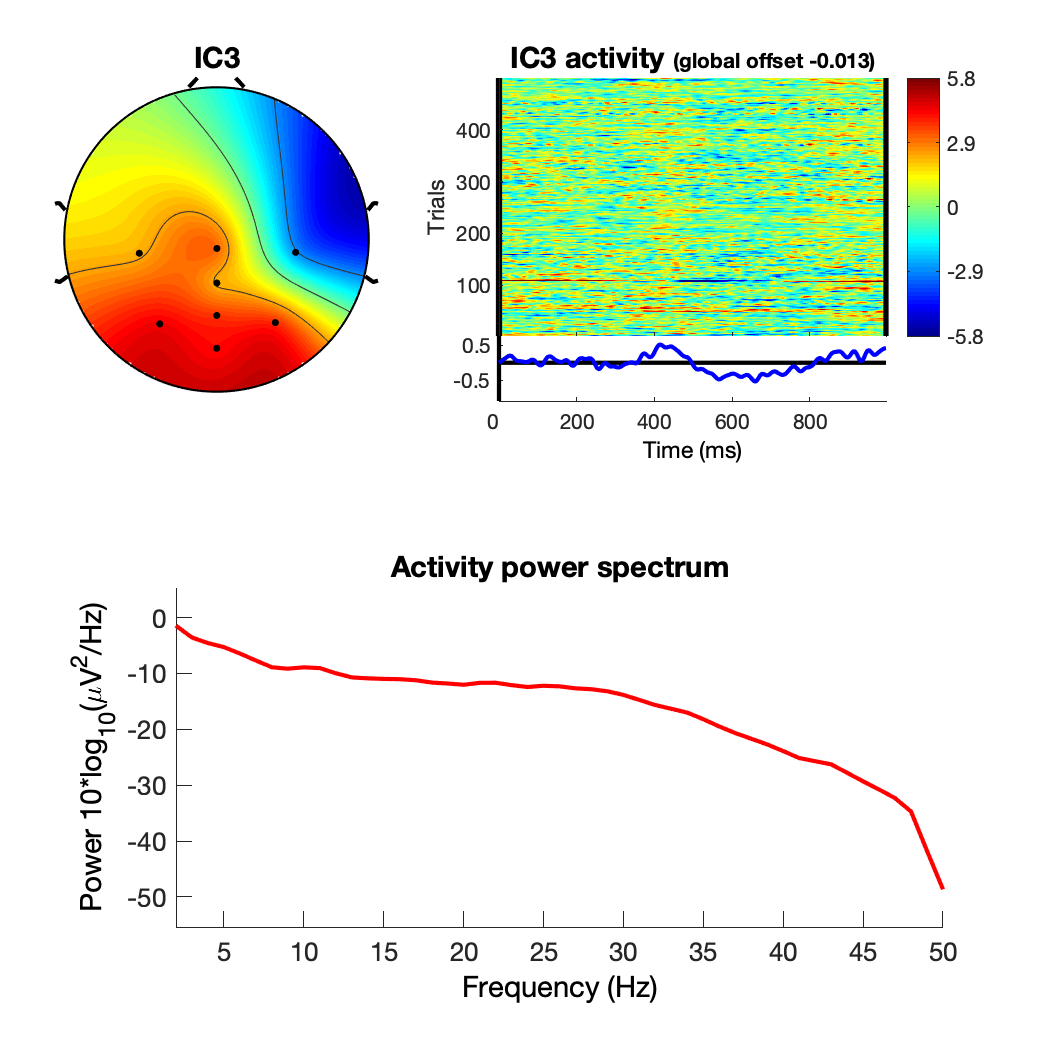 IC3
IC3 activity (global offset -0.013)
5.8
2.9
0
-2.9
-5.8
Trials
400
300
200
100
0.5
-0.5
0 200 400 600 800
Time (ms)
Activity power spectrum
Power 10*log10(μV2/Hz)
0
-10
-20
-30
-40
-50
5 10 15 20 25 30 35 40 45 50
Frequency (Hz)